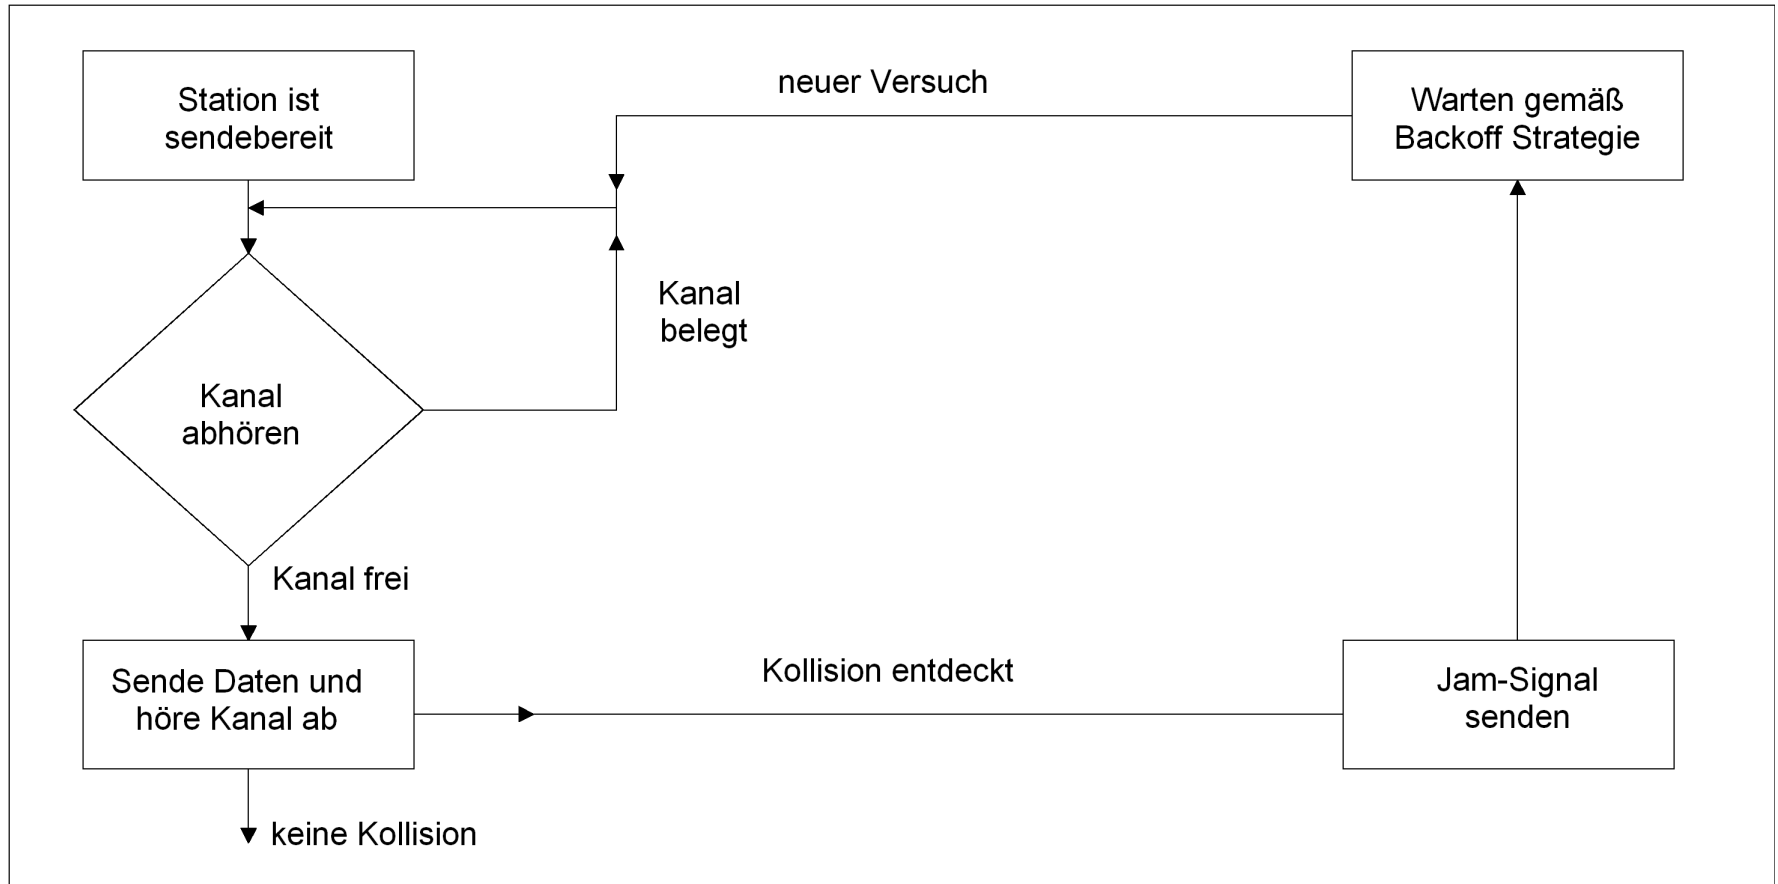 Station ist
sendebereit
neuer Versuch
Warten gemäß
Backoff Strategie
Kanal
belegt
Kanal
abhören
Kanal frei
Sende Daten und
höre Kanal ab
Kollision entdeckt
Jam-Signal
senden
keine Kollision